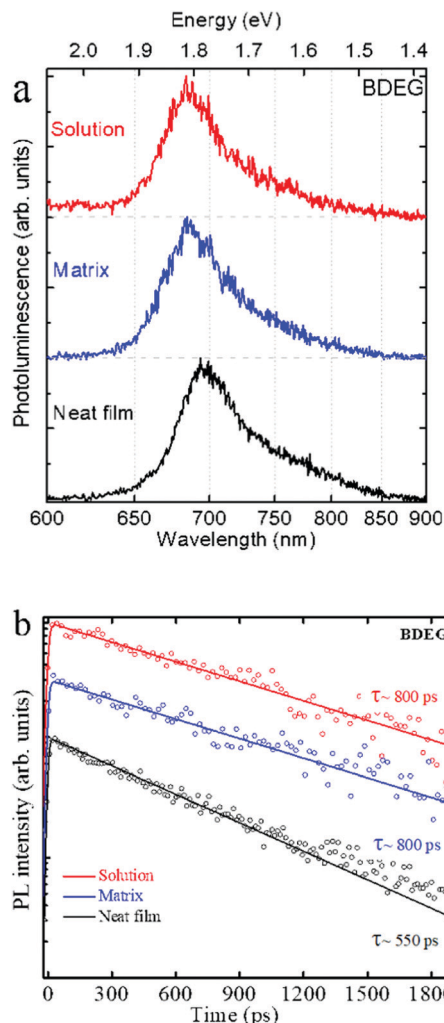 Energy (eV)
2.0 1.9 1.8 1.7 1.6 1.5 1.4
a
BDEG
Solution
Matrix
Neat film
Photoluminescence (arb. units)
600 650 700 750 800 850 900
Wavelength (nm)
b
BDEG
τ~ 800 ps
τ~ 800 ps
τ~ 550 ps
Solution
Matrix
Neat film
PL intensity (arb. units)
0 300 600 900 1200 1500 1800
Time (ps)